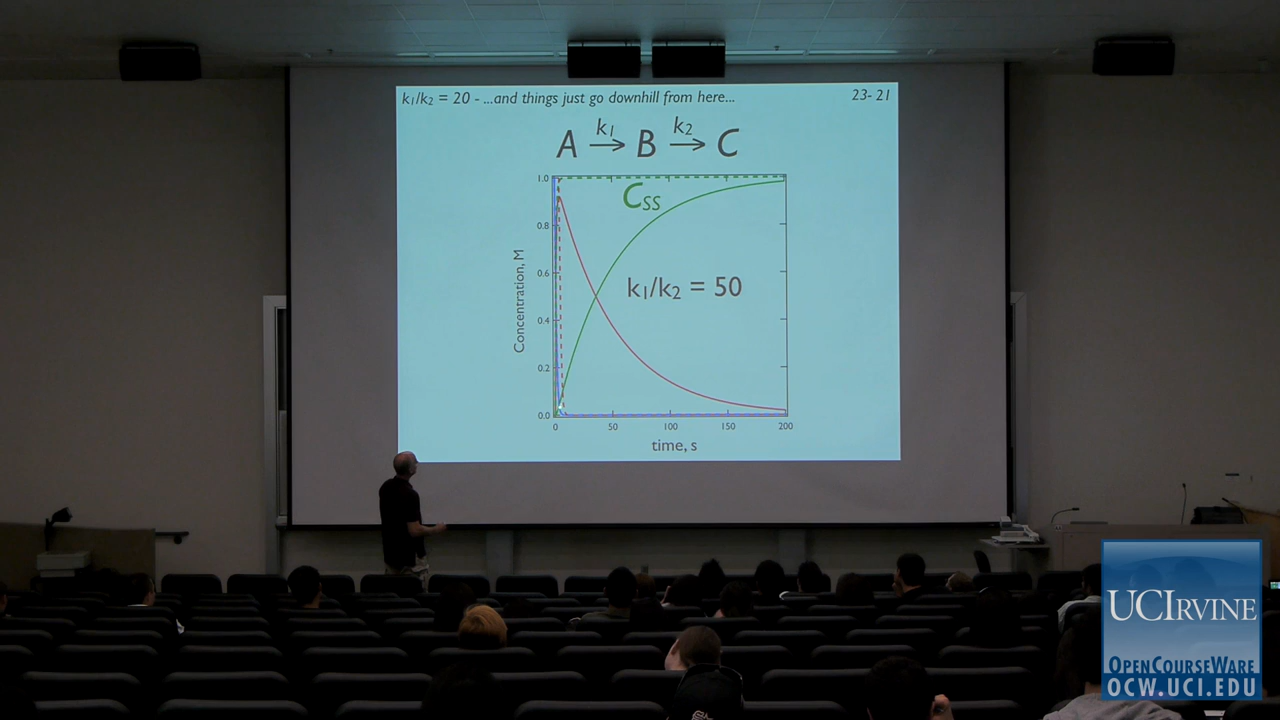 k₁/k₂ = 20 - ...and things just go downhill from here... 23- 21
k₁ k₂
A → B → C
1.0
C_SS
0.8
0.6
k₁/k₂ = 50
0.4
0.2
0.0
Concentration, M
0 50 100 150 200
time, s
UCIRVINE
OPENCOURSEWARE
OCW.UCI.EDU